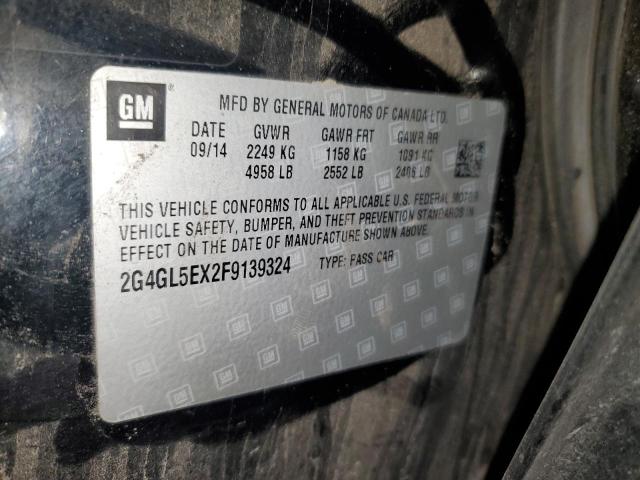 GM
MFD BY GENERAL MOTORS OF CANADA LTD.
DATE GVWR GAWR FRT GAWR RR
09/14 2249 KG 1158 KG 1091 KG
4958 LB 2552 LB 2406 LB
THIS VEHICLE CONFORMS TO ALL APPLICABLE U.S. FEDERAL MOTOR
VEHICLE SAFETY, BUMPER, AND THEFT PREVENTION STANDARDS IN
EFFECT ON THE DATE OF MANUFACTURE SHOWN ABOVE.
2G4GL5EX2F9139324 TYPE: PASS CAR